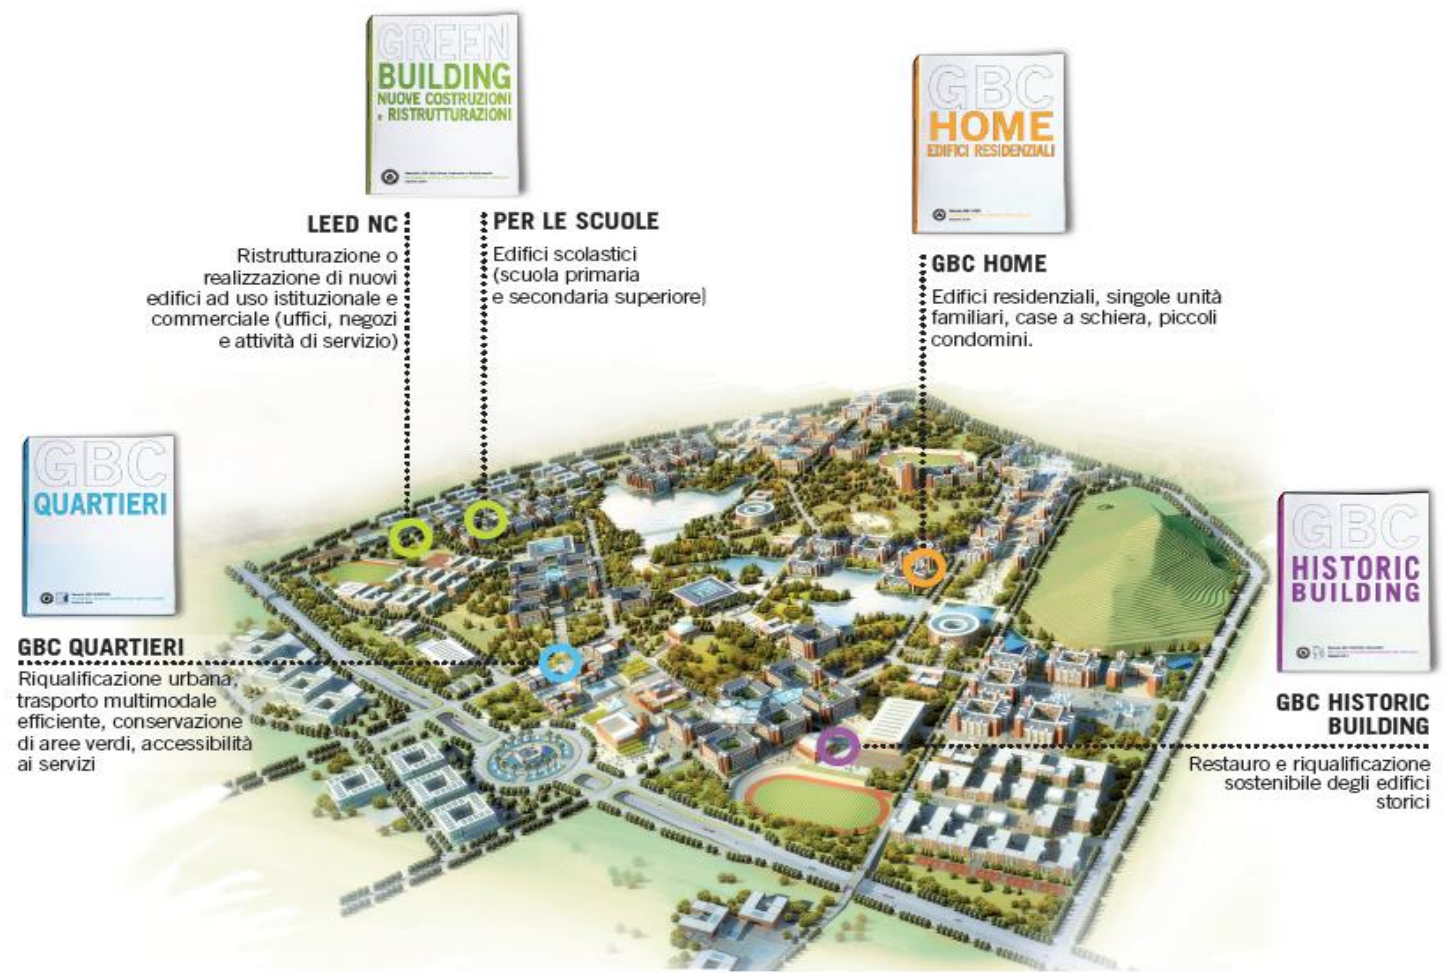 GREEN
BUILDING
NUOVE COSTRUZIONI
e RISTRUTTURAZIONI
GBC
HOME
EDIFICI RESIDENZIALI
LEED NC
Ristrutturazione o
realizzazione di nuovi
edifici ad uso istituzionale e
commerciale (uffici, negozi
e attività di servizio)
PER LE SCUOLE
Edifici scolastici
(scuola primaria
e secondaria superiore)
GBC HOME
Edifici residenziali, singole unità
familiari, case a schiera, piccoli
condomini.
GBC
QUARTIERI
GBC QUARTIERI
Riqualificazione urbana,
trasporto multimodale
efficiente, conservazione
di aree verdi, accessibilità
ai servizi
GBC
HISTORIC
BUILDING
GBC HISTORIC
BUILDING
Restauro e riqualificazione
sostenibile degli edifici
storici